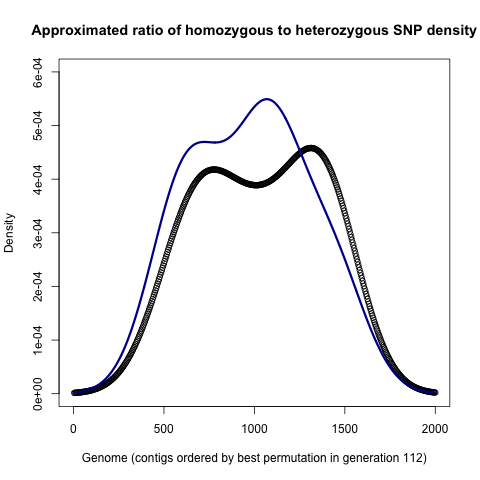 Approximated ratio of homozygous to heterozygous SNP density
6e-04
5e-04
4e-04
3e-04
2e-04
1e-04
0e+00
Density
0 500 1000 1500 2000
Genome (contigs ordered by best permutation in generation 112)